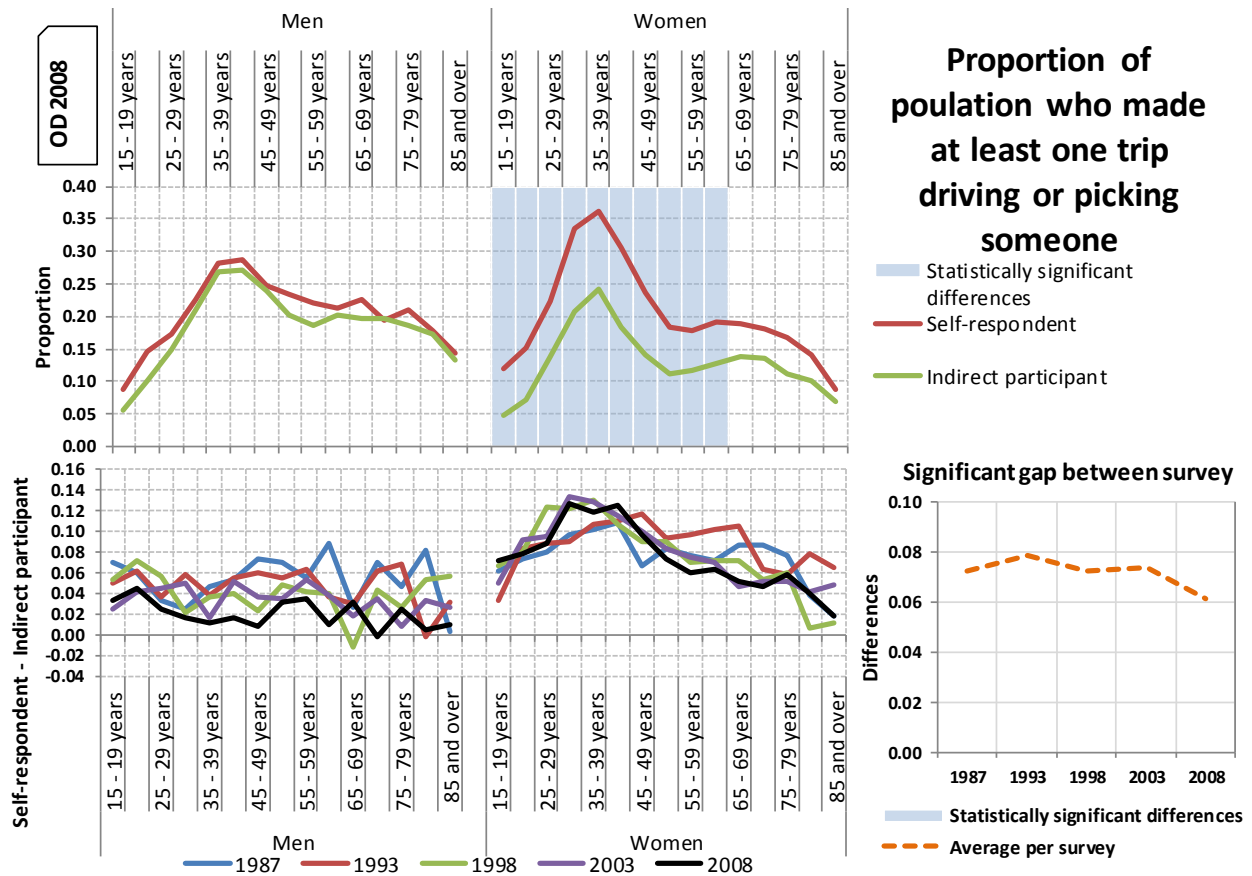 OD 2008
Men
Women
15 - 19 years
25 - 29 years
35 - 39 years
45 - 49 years
55 - 59 years
65 - 69 years
75 - 79 years
85 and over
15 - 19 years
25 - 29 years
35 - 39 years
45 - 49 years
55 - 59 years
65 - 69 years
75 - 79 years
85 and over
Proportion
0.40
0.35
0.30
0.25
0.20
0.15
0.10
0.05
0.00
Proportion of
poulation who made
at least one trip
driving or picking
someone
Statistically significant
differences
Self-respondent
Indirect participant
Self-respondent - Indirect participant
0.16
0.14
0.12
0.10
0.08
0.06
0.04
0.02
0.00
-0.02
-0.04
15 - 19 years
25 - 29 years
35 - 39 years
45 - 49 years
55 - 59 years
65 - 69 years
75 - 79 years
85 and over
15 - 19 years
25 - 29 years
35 - 39 years
45 - 49 years
55 - 59 years
65 - 69 years
75 - 79 years
85 and over
Men
Women
1987
1993
1998
2003
2008
Significant gap between survey
Differences
0.10
0.08
0.06
0.04
0.02
0.00
1987
1993
1998
2003
2008
Statistically significant differences
Average per survey